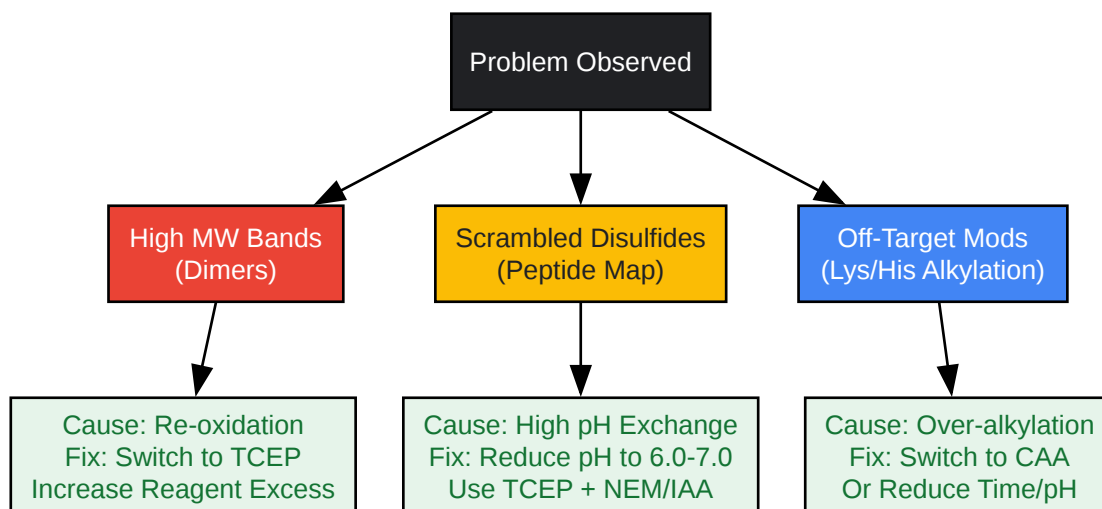 Problem Observed
High MW Bands
(Dimers)
Scrambled Disulfides
(Peptide Map)
Off-Target Mods
(Lys/His Alkylation)
Cause: Re-oxidation
Fix: Switch to TCEP
Increase Reagent Excess
Cause: High pH Exchange
Fix: Reduce pH to 6.0-7.0
Use TCEP + NEM/IAA
Cause: Over-alkylation
Fix: Switch to CAA
Or Reduce Time/pH